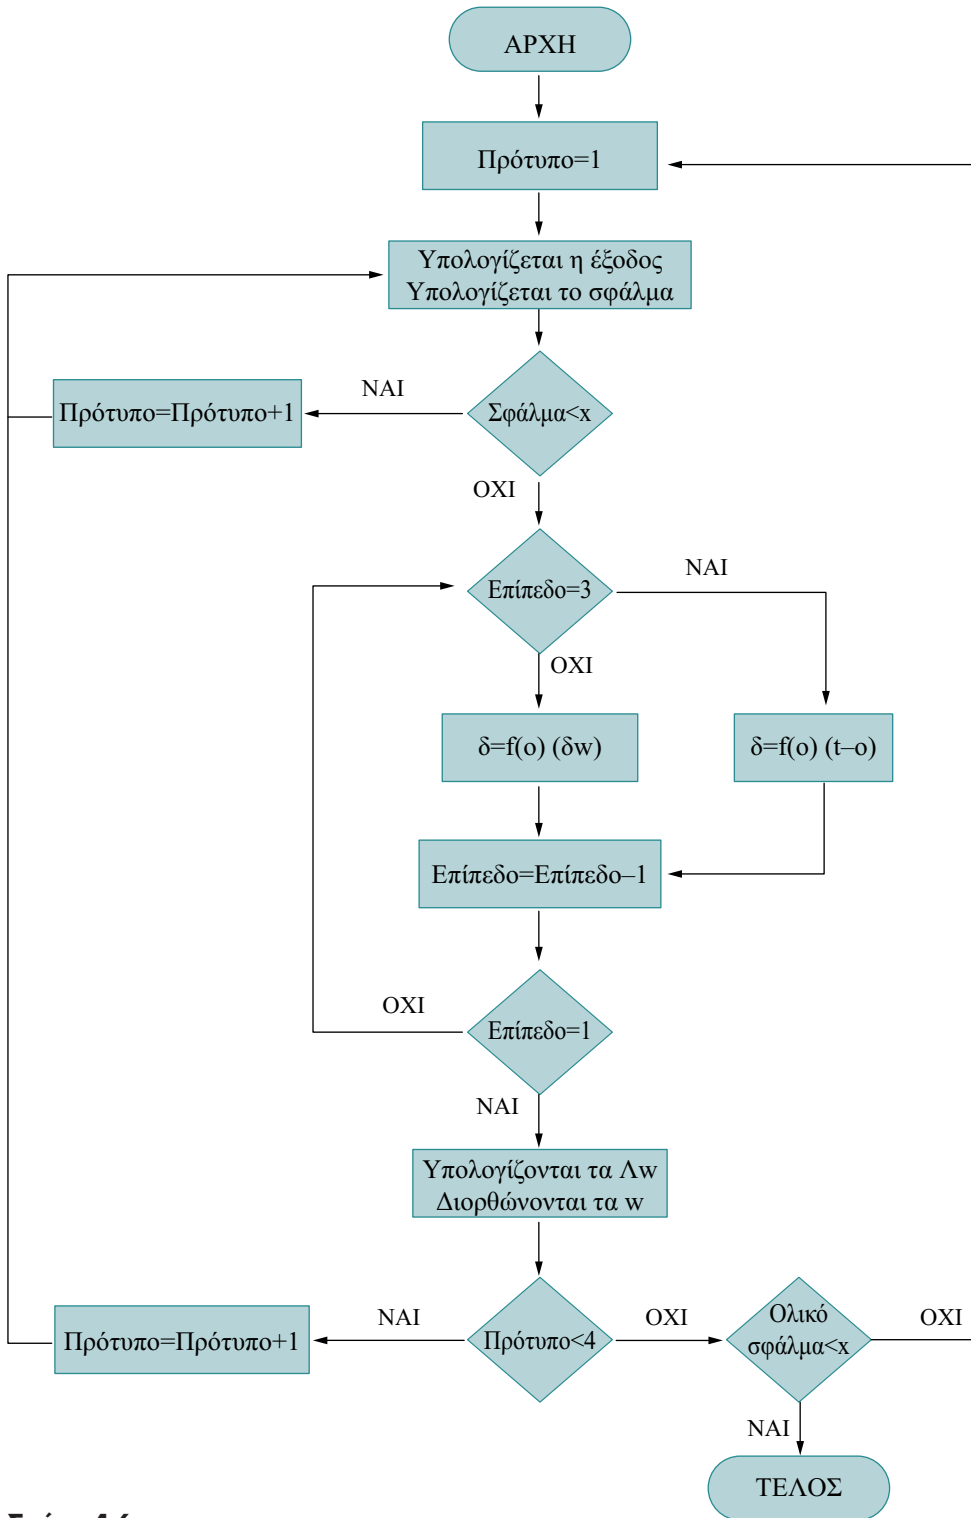 ΑΡΧΗ
Πρότυπο=1
Υπολογίζεται η έξοδος
Υπολογίζεται το σφάλμα
ΝΑΙ
Πρότυπο=Πρότυπο+1
Σφάλμα<x
ΟΧΙ
Επίπεδο=3
ΝΑΙ
ΟΧΙ
δ=f(o) (δw)
δ=f(o) (t–o)
Επίπεδο=Επίπεδο–1
ΟΧΙ
Επίπεδο=1
ΝΑΙ
Υπολογίζονται τα Λw
Διορθώνονται τα w
Πρότυπο=Πρότυπο+1
ΝΑΙ
Πρότυπο<4
ΟΧΙ
Ολικό
σφάλμα<x
ΟΧΙ
ΝΑΙ
ΤΕΛΟΣ